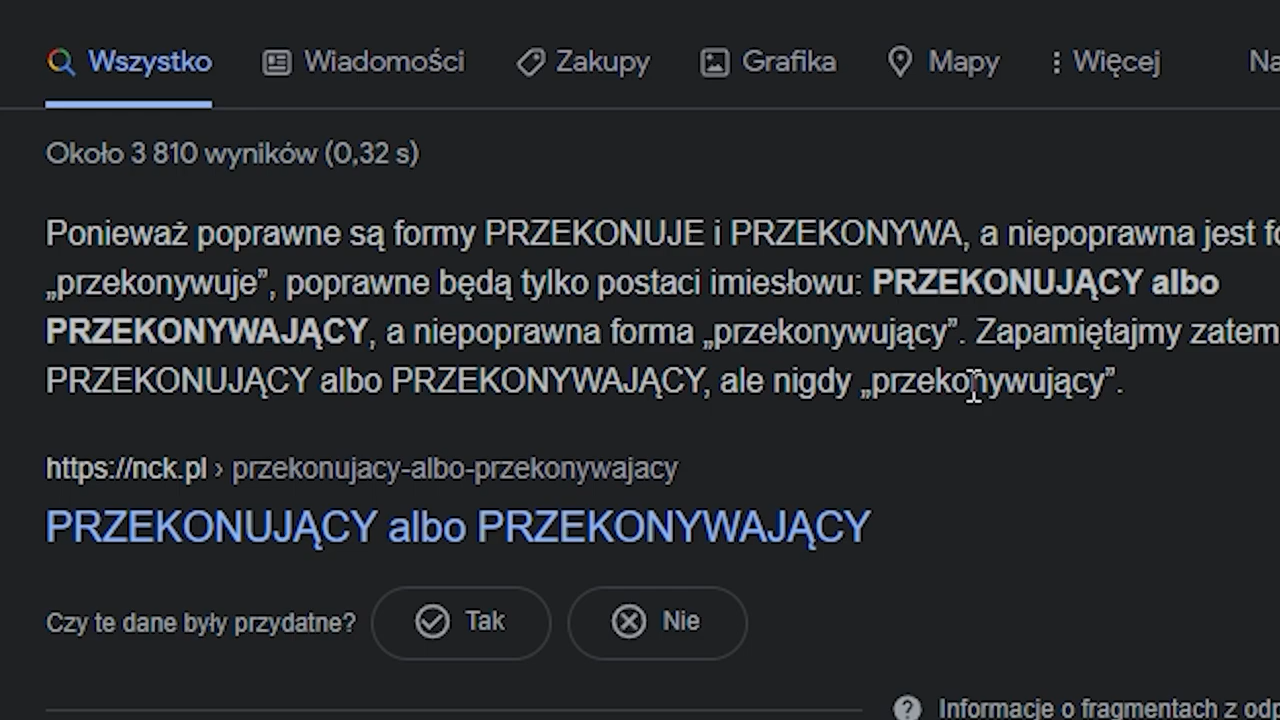 Wszystko Wiadomości Zakupy Grafika Mapy Więcej
Około 3 810 wyników (0,32 s)
Ponieważ poprawne są formy PRZEKONUJE i PRZEKONYWA, a niepoprawna jest
„przekonywuje”, poprawne będą tylko postaci imiesłowu: PRZEKONUJĄCY albo
PRZEKONYWAJĄCY, a niepoprawna forma „przekonywujący”. Zapamiętajmy zatem
PRZEKONUJĄCY albo PRZEKONYWAJĄCY, ale nigdy „przekonywujący”.
https://nck.pl › przekonujacy-albo-przekonywajacy
PRZEKONUJĄCY albo PRZEKONYWAJĄCY
Czy te dane były przydatne? Tak Nie
Informacje o fragmentach z